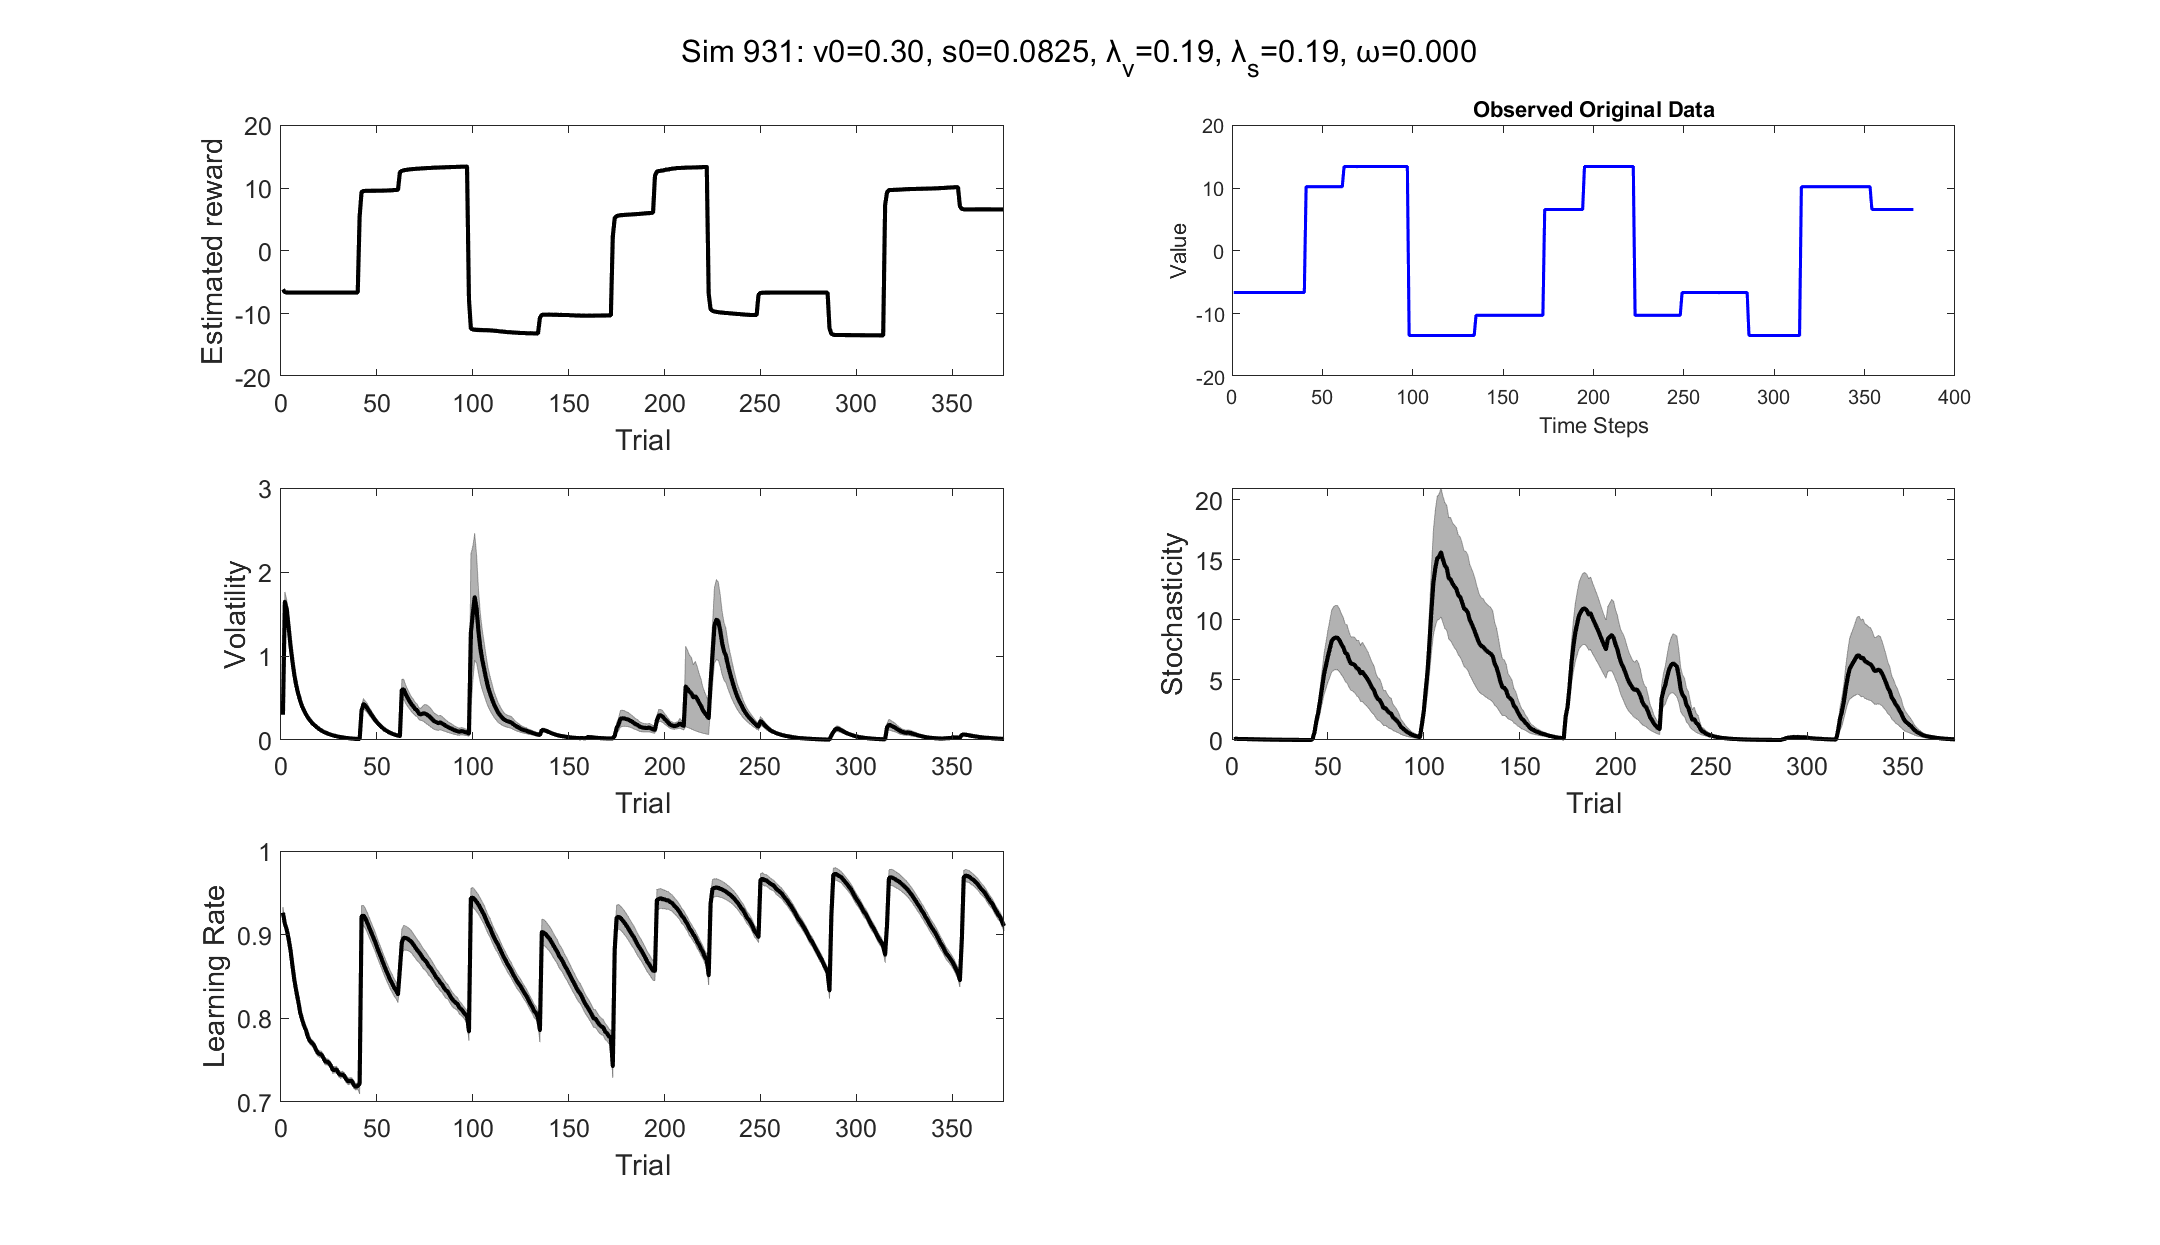 Sim 931: v0=0.30, s0=0.0825, λv=0.19, λs=0.19, ω=0.000
20
10
0
-10
-20
Estimated reward
0 50 100 150 200 250 300 350
Trial
Observed Original Data
20
10
0
-10
-20
Value
0 50 100 150 200 250 300 350 400
Time Steps
3
2
1
0
Volatility
0 50 100 150 200 250 300 350
Trial
20
15
10
5
0
Stochasticity
0 50 100 150 200 250 300 350
Trial
1
0.9
0.8
0.7
Learning Rate
0 50 100 150 200 250 300 350
Trial